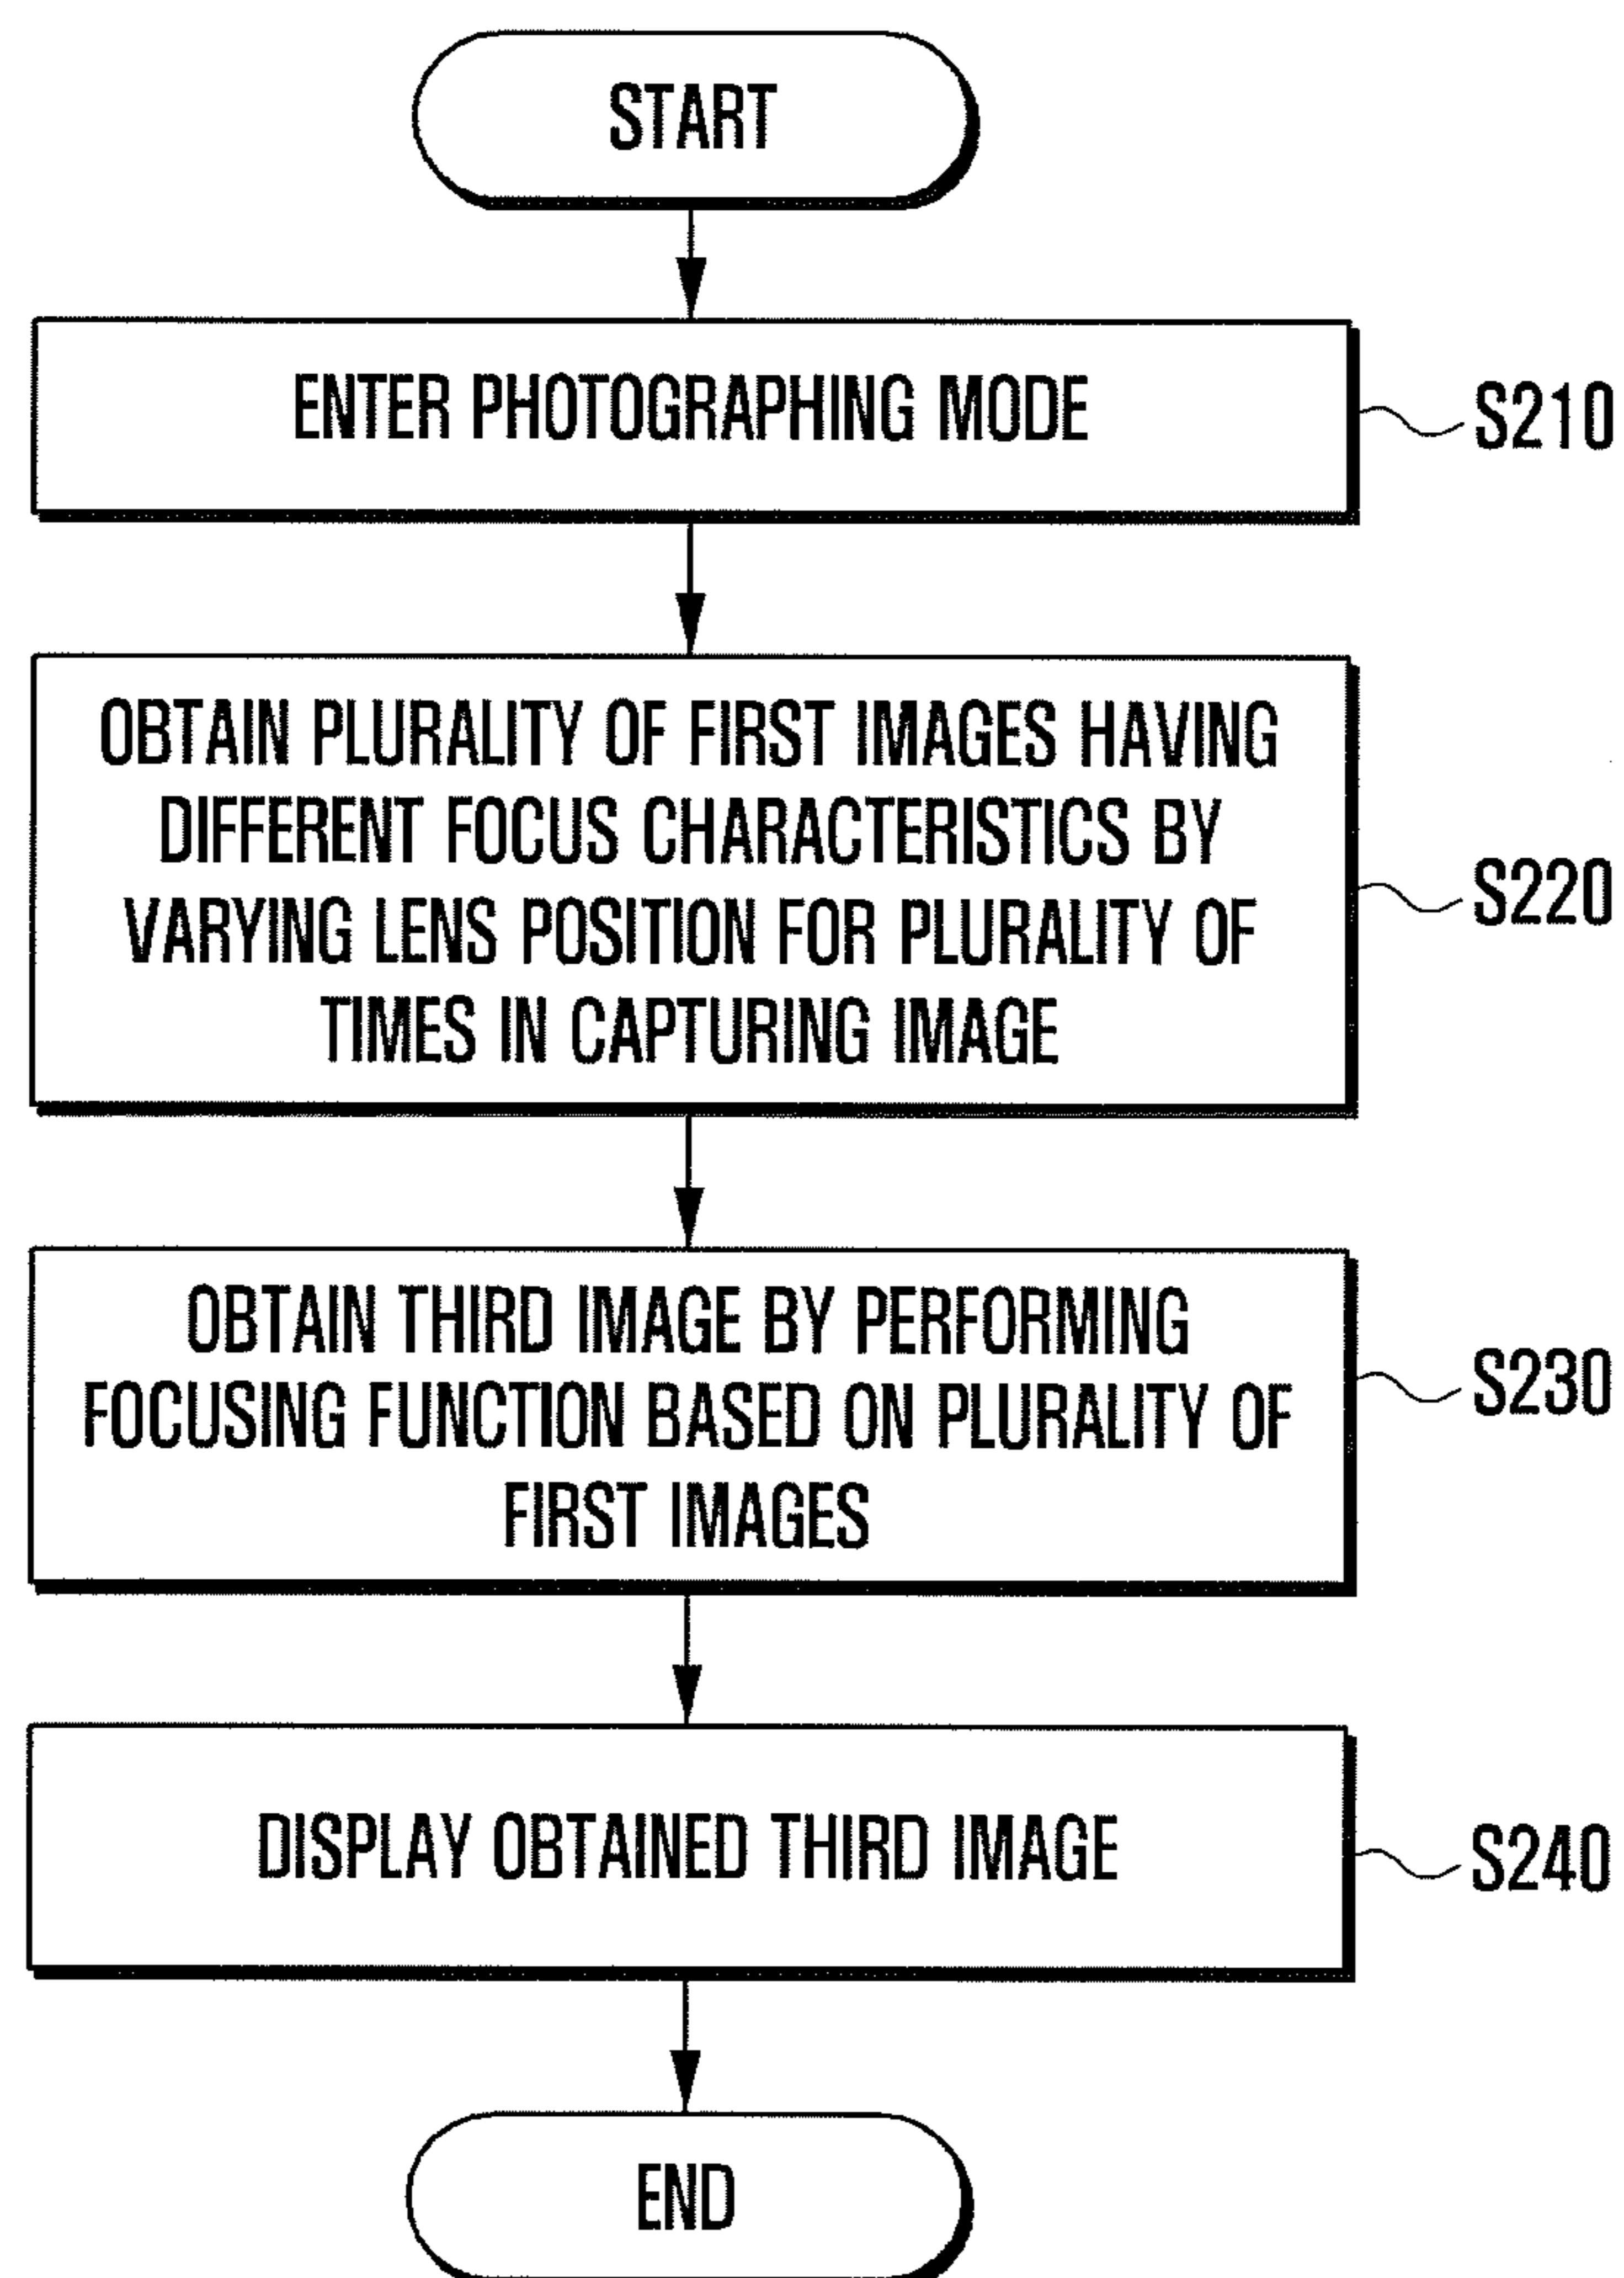 START
ENTER PHOTOGRAPHING MODE
S210
OBTAIN PLURALITY OF FIRST IMAGES HAVING
DIFFERENT FOCUS CHARACTERISTICS BY
VARYING LENS POSITION FOR PLURALITY OF
TIMES IN CAPTURING IMAGE
S220
OBTAIN THIRD IMAGE BY PERFORMING
FOCUSING FUNCTION BASED ON PLURALITY OF
FIRST IMAGES
S230
DISPLAY OBTAINED THIRD IMAGE
S240
END